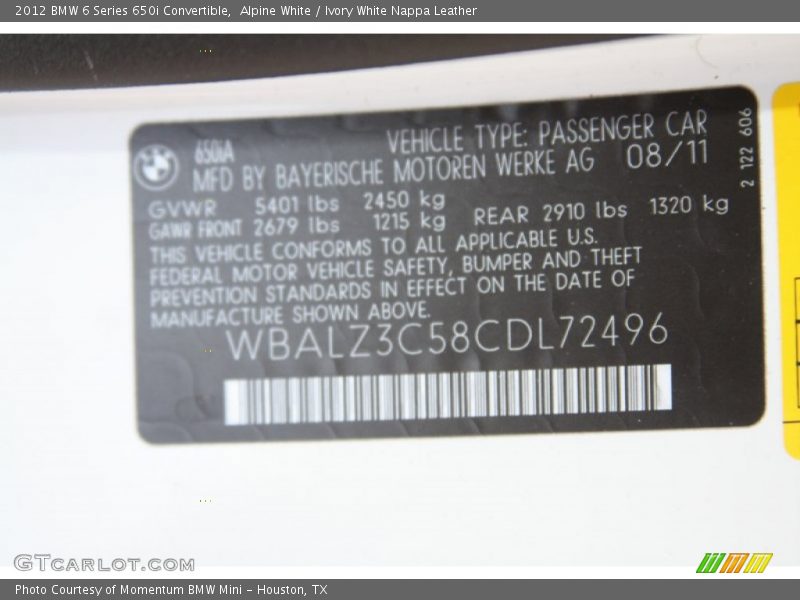 2012 BMW 6 Series 650i Convertible,  Alpine White / Ivory White Nappa Leather
650iA VEHICLE TYPE: PASSENGER CAR
MFD BY BAYERISCHE MOTOREN WERKE AG 08/11
2 122 606
GVWR 5401 lbs 2450 kg
GAWR FRONT 2679 lbs 1215 kg REAR 2910 lbs 1320 kg
THIS VEHICLE CONFORMS TO ALL APPLICABLE U.S.
FEDERAL MOTOR VEHICLE SAFETY, BUMPER AND THEFT
PREVENTION STANDARDS IN EFFECT ON THE DATE OF
MANUFACTURE SHOWN ABOVE.
WBALZ3C58CDL72496
GTCARLOT.COM
Photo Courtesy of Momentum BMW Mini - Houston, TX